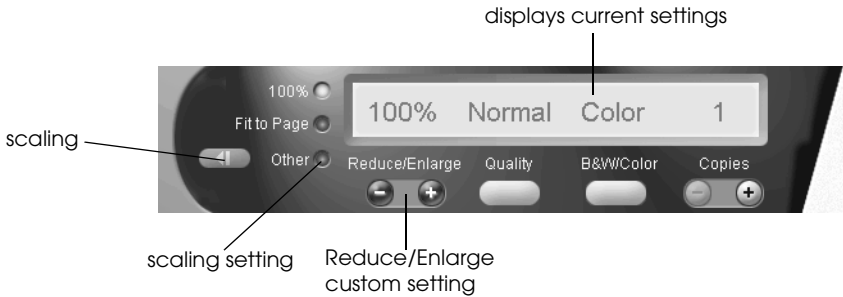 displays current settings
100%
100% Normal Color 1
Fit to Page
scaling
Other
Reduce/Enlarge Quality B&W/Color Copies
scaling setting
Reduce/Enlarge
custom setting